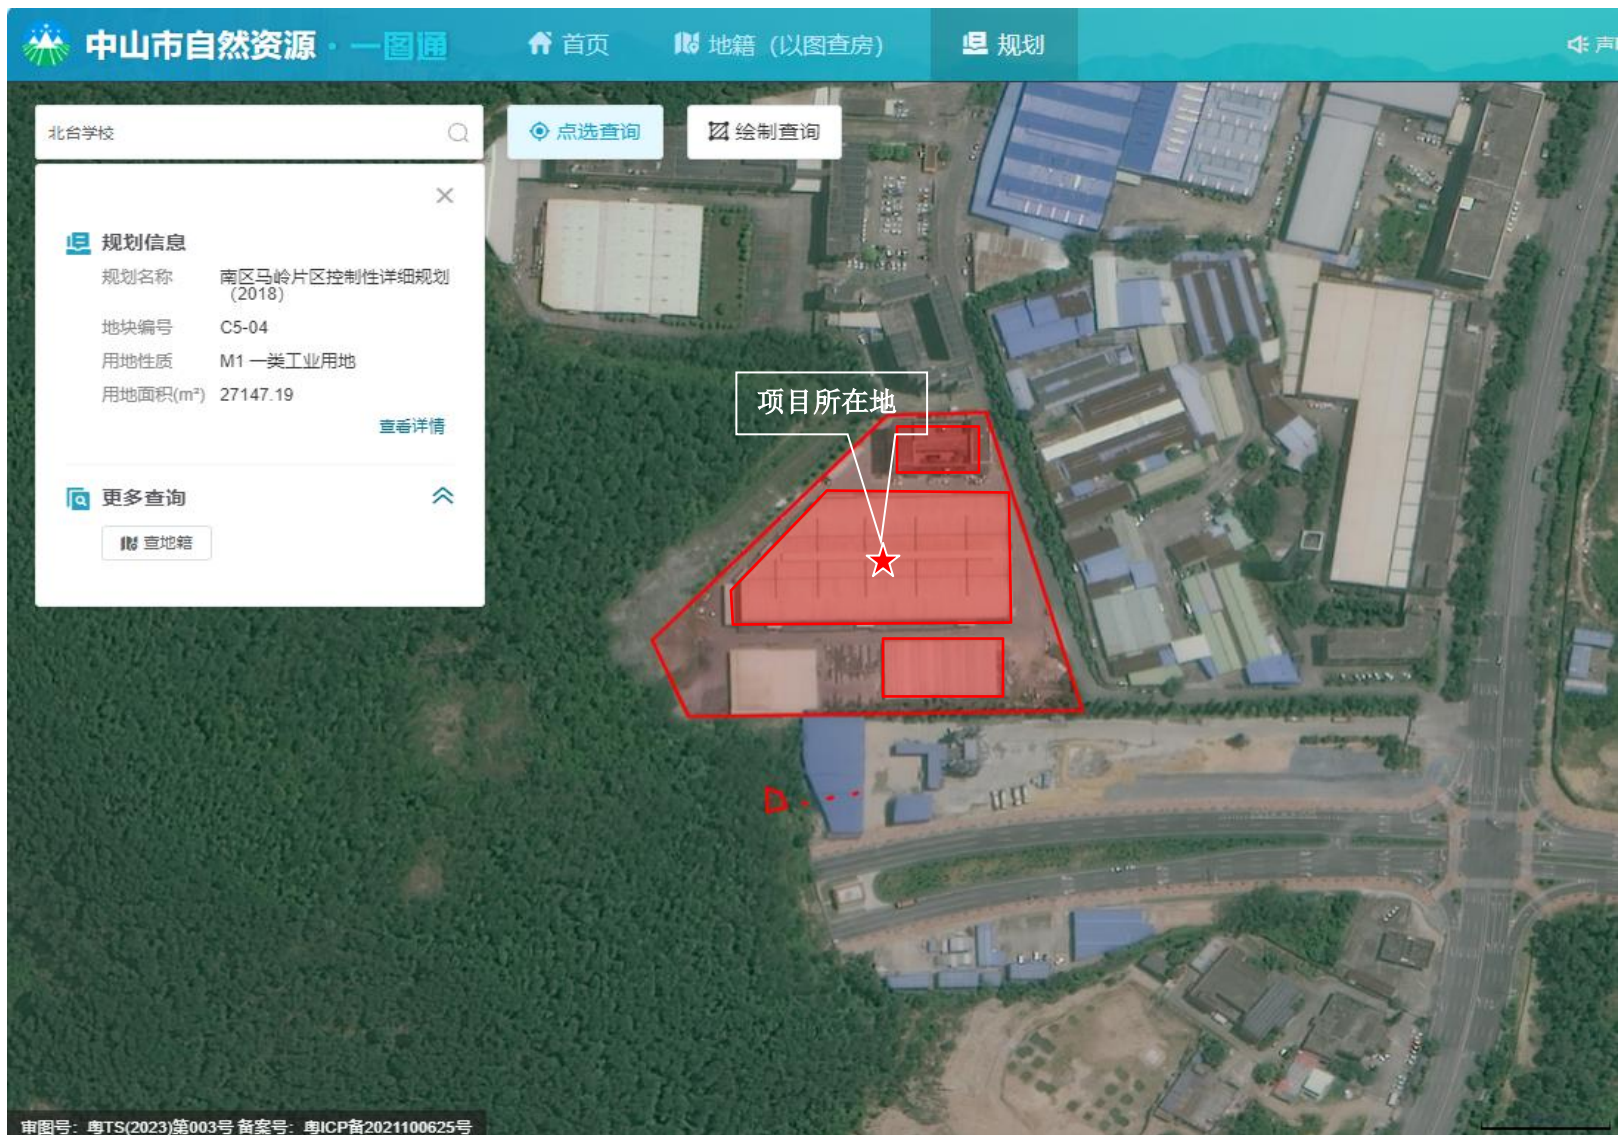 中山市自然资源·一图通
首页
地籍（以图查房）
规划
声
北台学校
点选查询
绘制查询
规划信息
规划名称
南区马岭片区控制性详细规划
（2018）
地块编号
C5-04
用地性质
M1 一类工业用地
用地面积(m²)
27147.19
查看详情
更多查询
查地籍
项目所在地
审图号：粤TS(2023)第003号 备案号：粤ICP备2021100625号